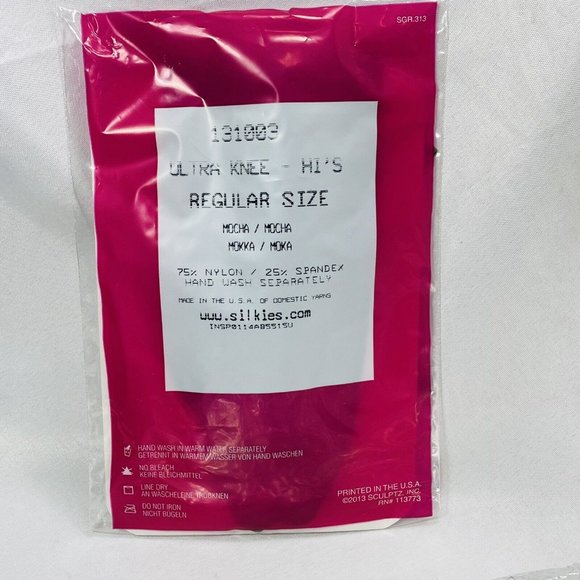 SGR.313
131003
ULTRA KNEE - HI'S
REGULAR SIZE
MOCHA / MOCHA
MOKKA / MOKA
75% NYLON / 25% SPANDEX
HAND WASH SEPARATELY
MADE IN THE U.S.A. OF DOMESTIC YARNS
www.silkies.com
INSP0114AB5515U
HAND WASH IN WARM WATER SEPARATELY
GETRENNT IN WARMEM WASSER VON HAND WASCHEN
NO BLEACH
KEINE BLEICHMITTEL
LINE DRY
AN WASCHELEINE TROCKNEN
DO NOT IRON
NICHT BÜGELN
PRINTED IN THE U.S.A.
©2013 SCULPTZ, INC.
RN# 113773